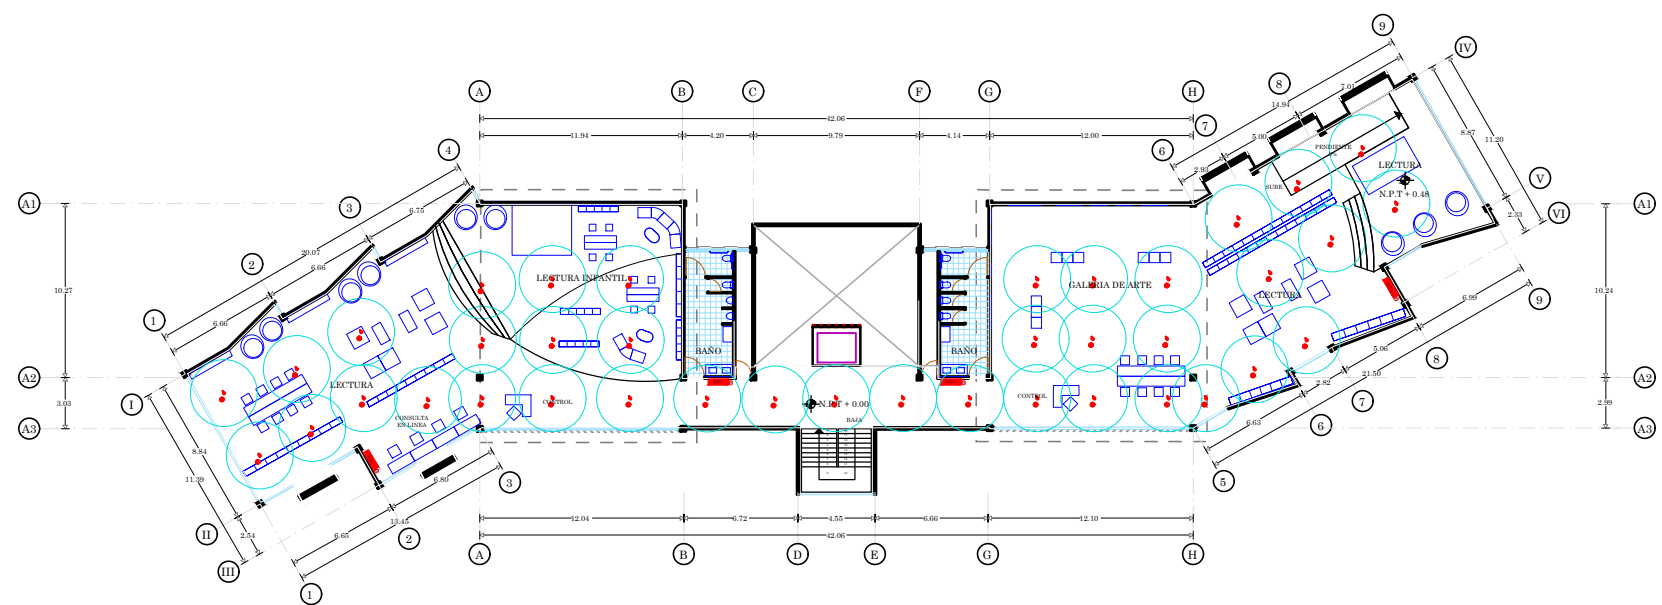 9
IV
8
7.01
A
B
C
F
G
H
14.94
42.06
7
8.87
11.20
11.94
4.20
9.79
4.14
12.00
5.00
4
6
PENDIENTE
2.93
LECTURA
V
SUBE
N.P.T + 0.48
A1
3
6.75
VI
A1
2.33
20.07
2
6.66
LECTURA INFANTIL
GALERIA DE ARTE
10.27
LECTURA
10.24
6.99
9
1
6.66
BAÑO
BAÑO
5.06
8
A2
LECTURA
A2
21.50
2.82
I
3.03
CONTROL
CONTROL
2.99
7
N.P.T + 0.00
CONSULTA
EN LINEA
BAJA
6.63
6
A3
A3
8.84
11.39
6.80
3
5
12.04
6.72
4.55
6.66
12.10
13.45
II
2.54
6.65
2
42.06
A
B
D
E
G
H
III
1